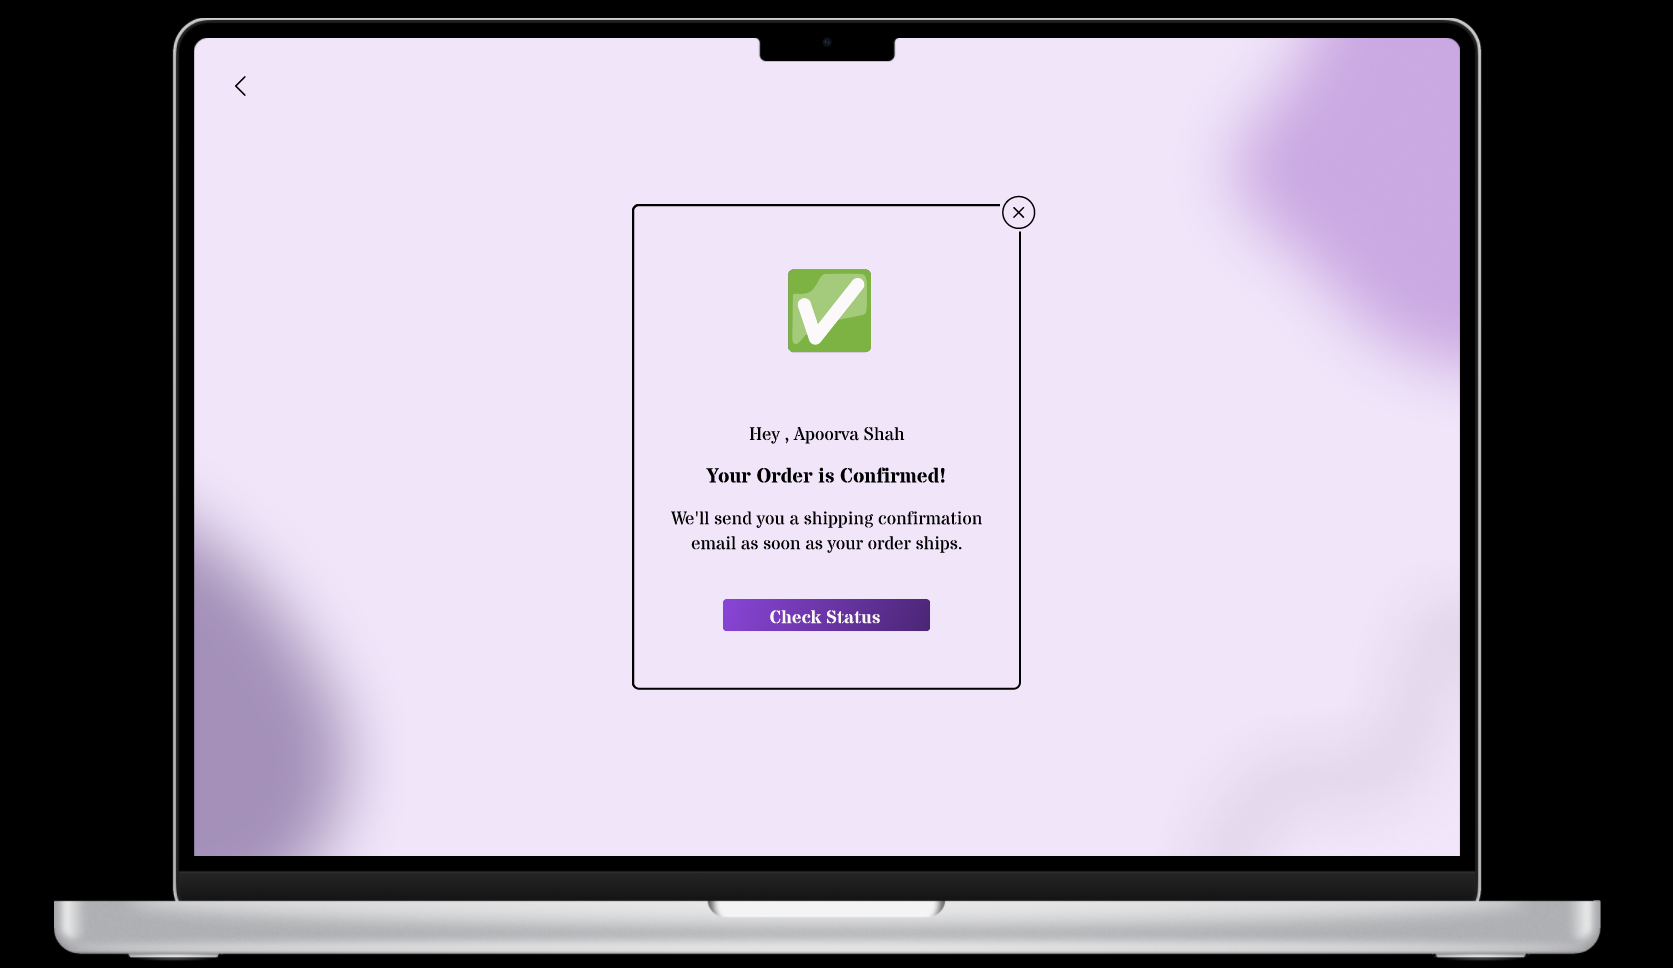 Hey , Apoorva Shah
Your Order is Confirmed!
We'll send you a shipping confirmation
email as soon as your order ships.
Check Status